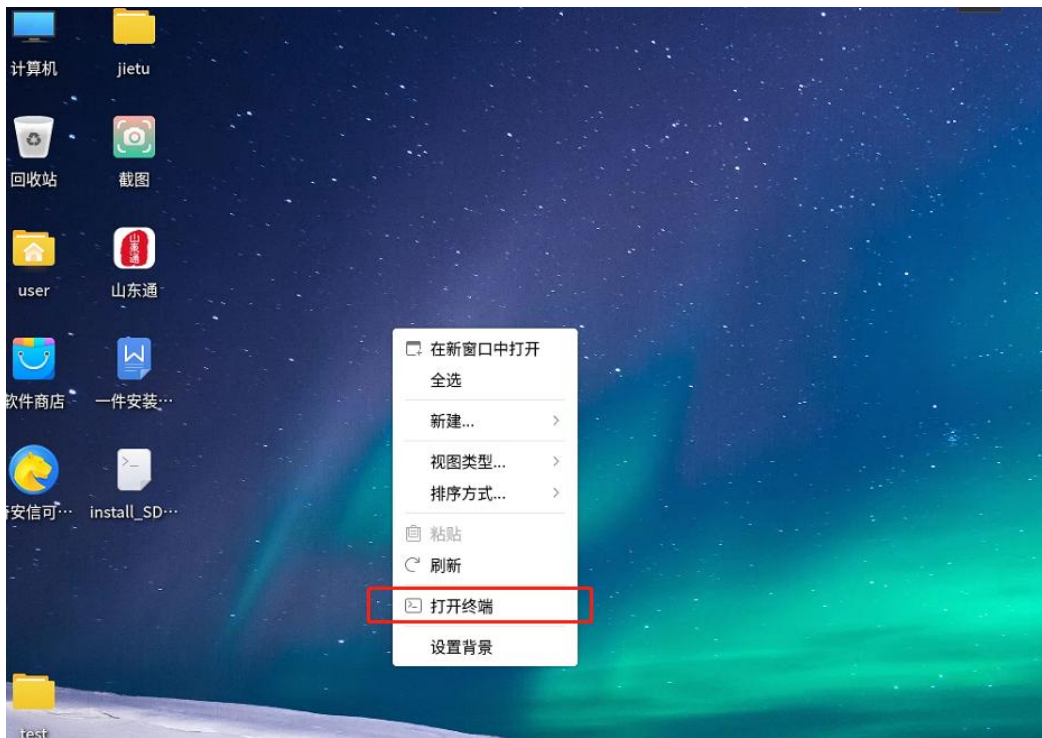 计算机
jietu
回收站
截图
user
山东通
山东通
软件商店
一件安装···
安信可···
install_SD···
test
在新窗口中打开
全选
新建...
视图类型...
排序方式...
粘贴
刷新
打开终端
设置背景